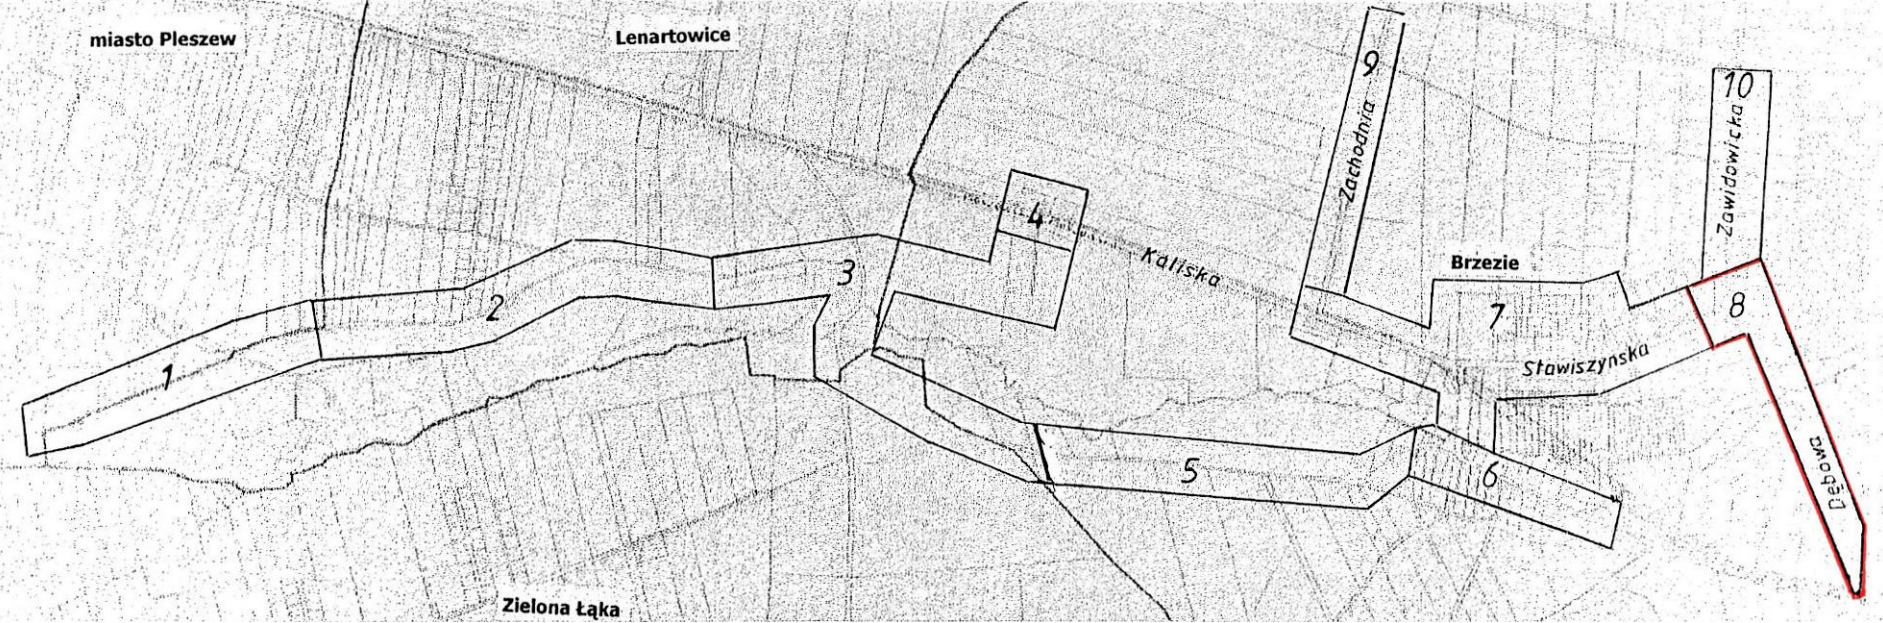 miasto Pleszew
Lenartowice
9
10
Zachodnia
Zawidowicka
4
3
Kaliska
Brzezie
2
7
8
Stawiszynska
1
5
6
Dębowa
Zielona Łąka